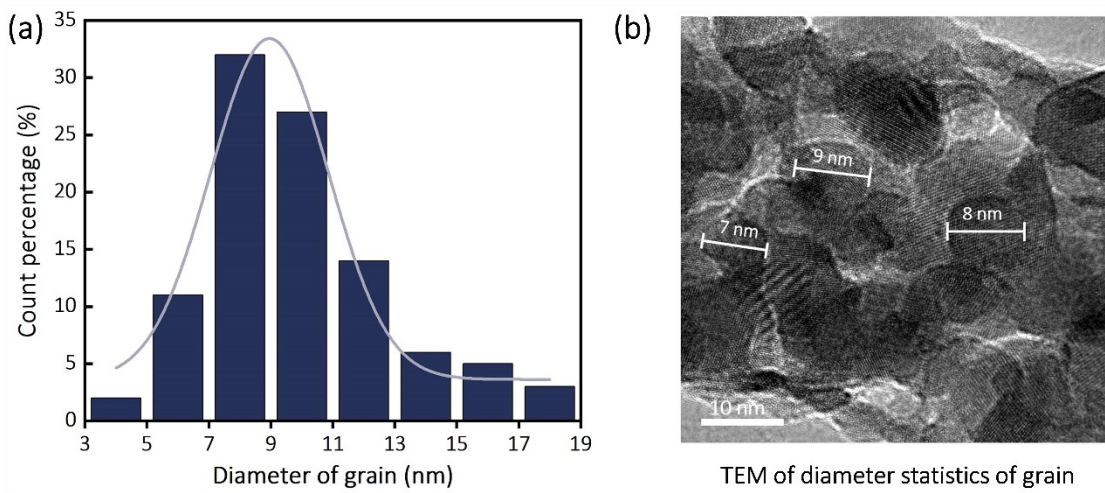 (a)
35
30
25
20
15
10
5
0
Count percentage (%)
3 5 7 9 11 13 15 17 19
Diameter of grain (nm)
(b)
9 nm
8 nm
7 nm
10 nm
TEM of diameter statistics of grain